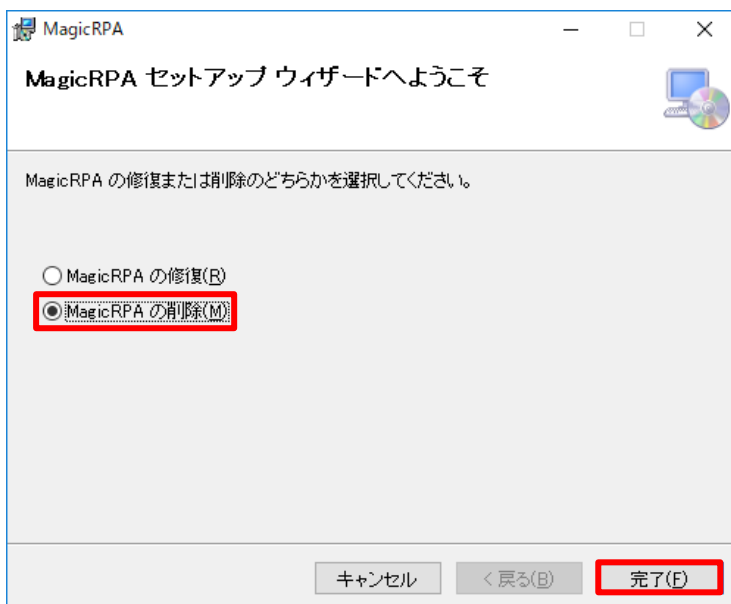 MagicRPA
MagicRPA セットアップ ウィザードへようこそ
MagicRPA の修復または削除のどちらかを選択してください。
MagicRPA の修復(R)
MagicRPA の削除(M)
キャンセル
< 戻る(B)
完了(F)